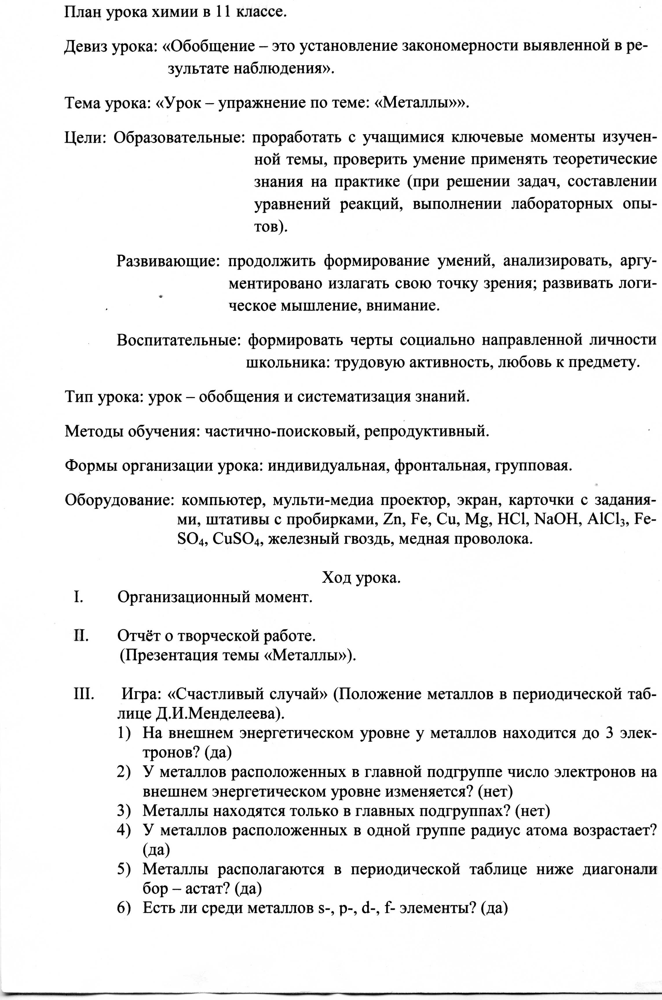 План урока химии в 11 классе.
Девиз урока: «Обобщение – это установление закономерности выявленной в ре-
зультате наблюдения».
Тема урока: «Урок – упражнение по теме: «Металлы»».
Цели: Образовательные: проработать с учащимися ключевые моменты изучен-
ной темы, проверить умение применять теоретические
знания на практике (при решении задач, составлении
уравнений реакций, выполнении лабораторных опы-
тов).
Развивающие: продолжить формирование умений, анализировать, аргу-
ментировано излагать свою точку зрения; развивать логи-
ческое мышление, внимание.
Воспитательные: формировать черты социально направленной личности
школьника: трудовую активность, любовь к предмету.
Тип урока: урок – обобщения и систематизация знаний.
Методы обучения: частично-поисковый, репродуктивный.
Формы организации урока: индивидуальная, фронтальная, групповая.
Оборудование: компьютер, мульти-медиа проектор, экран, карточки с задания-
ми, штативы с пробирками, Zn, Fe, Cu, Mg, HCl, NaOH, AlCl₃, Fe-
SO₄, CuSO₄, железный гвоздь, медная проволока.
Ход урока.
I. Организационный момент.
II. Отчёт о творческой работе.
(Презентация темы «Металлы»).
III. Игра: «Счастливый случай» (Положение металлов в периодической таб-
лице Д.И.Менделеева).
1) На внешнем энергетическом уровне у металлов находится до 3 элек-
тронов? (да)
2) У металлов расположенных в главной подгруппе число электронов на
внешнем энергетическом уровне изменяется? (нет)
3) Металлы находятся только в главных подгруппах? (нет)
4) У металлов расположенных в одной группе радиус атома возрастает?
(да)
5) Металлы располагаются в периодической таблице ниже диагонали
бор – астат? (да)
6) Есть ли среди металлов s-, p-, d-, f- элементы? (да)